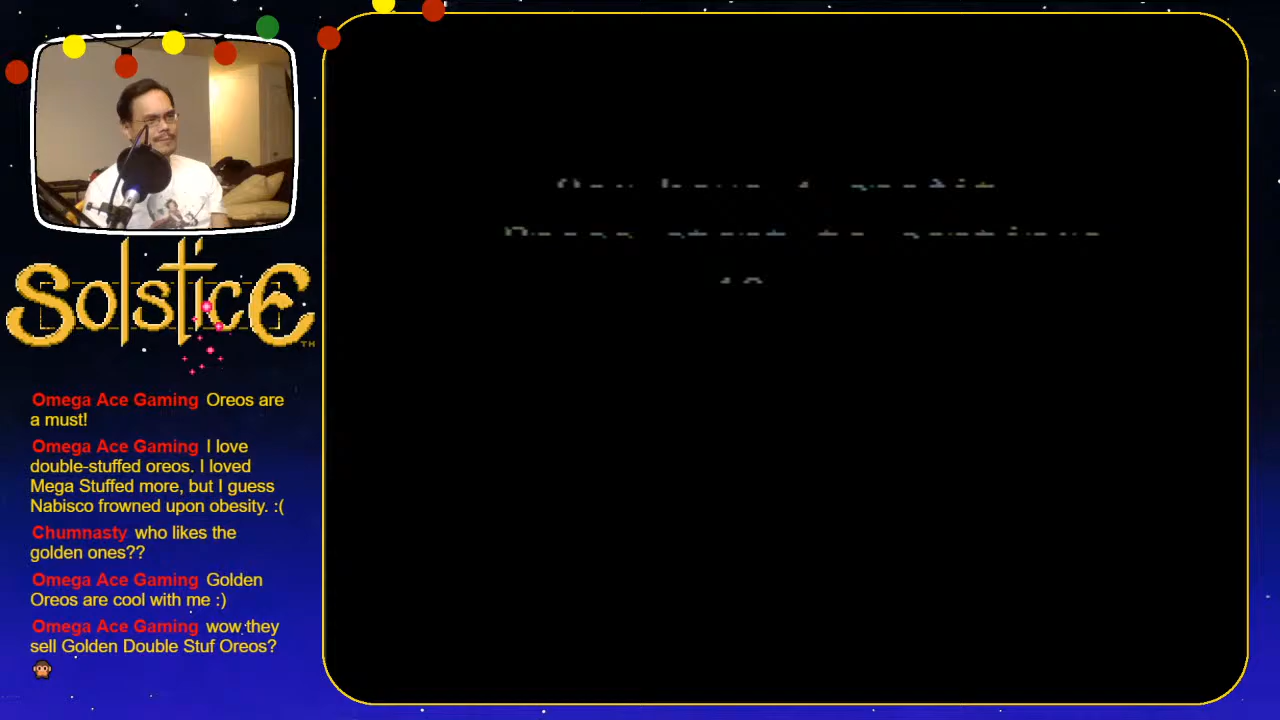 Solstice™
Omega Ace Gaming Oreos are
a must!
Omega Ace Gaming I love
double-stuffed oreos. I loved
Mega Stuffed more, but I guess
Nabisco frowned upon obesity. :(
Chumnasty who likes the
golden ones??
Omega Ace Gaming Golden
Oreos are cool with me :)
Omega Ace Gaming wow they
sell Golden Double Stuf Oreos?